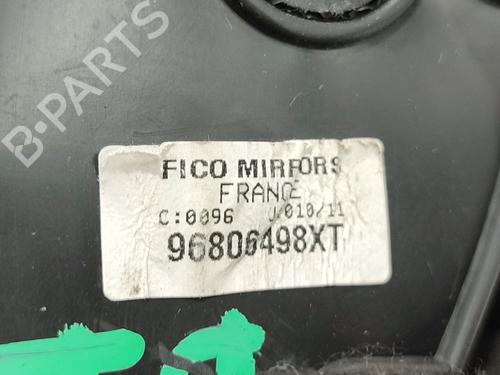 B-PARTS
FICO MIRRORS
FRANCE
C:0096 J/010/11
96806498XT